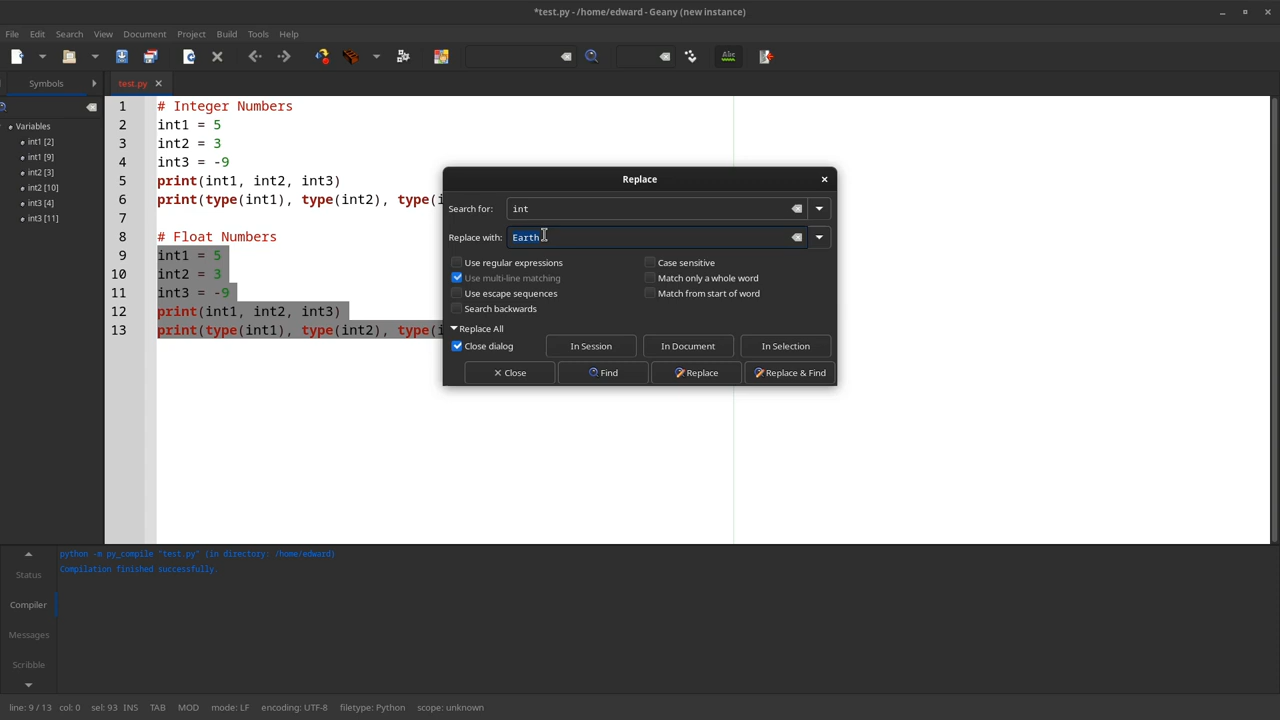 *test.py - /home/edward - Geany (new instance)
File Edit Search View Document Project Build Tools Help
Symbols
test.py
Variables
int1 [2]
int1 [9]
int2 [3]
int2 [10]
int3 [4]
int3 [11]
1 # Integer Numbers
2 int1 = 5
3 int2 = 3
4 int3 = -9
5 print(int1, int2, int3)
6 print(type(int1), type(int2), type(i
7
8 # Float Numbers
9 int1 = 5
10 int2 = 3
11 int3 = -9
12 print(int1, int2, int3)
13 print(type(int1), type(int2), type(i
Replace
Search for: int
Replace with: Earth
Use regular expressions Case sensitive
Use multi-line matching Match only a whole word
Use escape sequences Match from start of word
Search backwards
Replace All
Close dialog In Session In Document In Selection
Close Find Replace Replace & Find
Status
Compiler
Messages
Scribble
python -m py_compile "test.py" (in directory: /home/edward)
Compilation finished successfully.
line: 9 / 13 col: 0 sel: 93 INS TAB MOD mode: LF encoding: UTF-8 filetype: Python scope: unknown